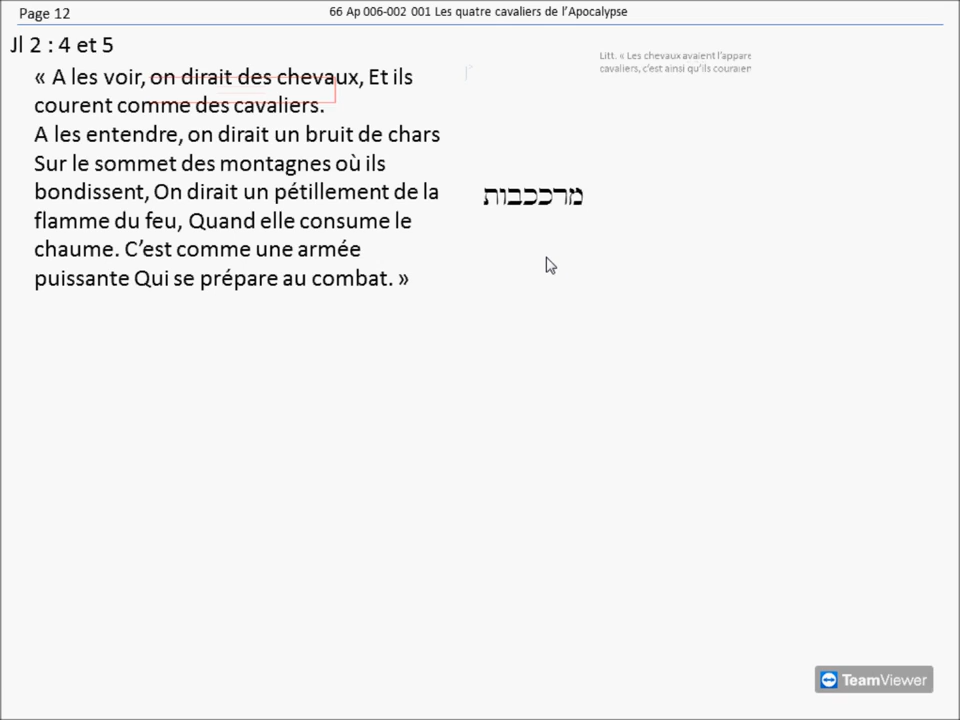 Page 12
66 Ap 006-002 001 Les quatre cavaliers de l’Apocalypse
Jl 2 : 4 et 5
« A les voir, on dirait des chevaux, Et ils
courent comme des cavaliers.
A les entendre, on dirait un bruit de chars
Sur le sommet des montagnes où ils
bondissent, On dirait un pétillement de la
flamme du feu, Quand elle consume le
chaume. C’est comme une armée
puissante Qui se prépare au combat. »
Litt. « Les chevaux avaient l’appare
cavaliers, c’est ainsi qu’ils couraien
מרככבות
TeamViewer